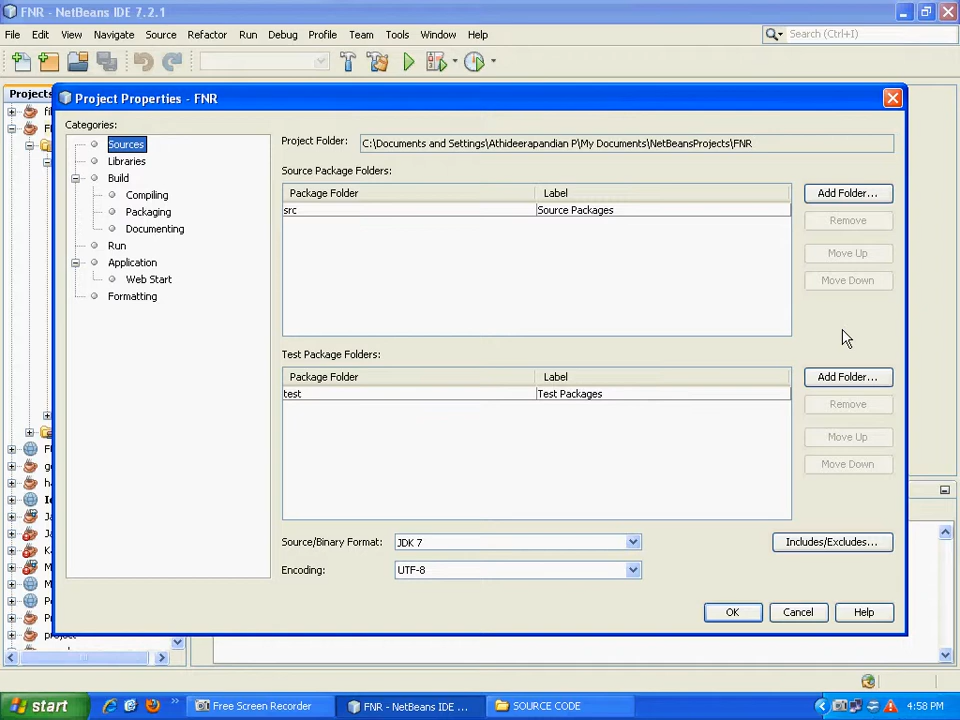 FNR - NetBeans IDE 7.2.1
File Edit View Navigate Source Refactor Run Debug Profile Team Tools Window Help
Search (Ctrl+I)
Projects
Project Properties - FNR
Categories:
Sources
Libraries
Build
Compiling
Packaging
Documenting
Run
Application
Web Start
Formatting
Project Folder: C:\Documents and Settings\Athideerapandian P\My Documents\NetBeansProjects\FNR
Source Package Folders:
Package Folder Label
src Source Packages
Add Folder...
Remove
Move Up
Move Down
Test Package Folders:
Package Folder Label
test Test Packages
Add Folder...
Remove
Move Up
Move Down
Source/Binary Format: JDK 7
Includes/Excludes...
Encoding: UTF-8
OK Cancel Help
start
Free Screen Recorder
FNR - NetBeans IDE ...
SOURCE CODE
4:58 PM